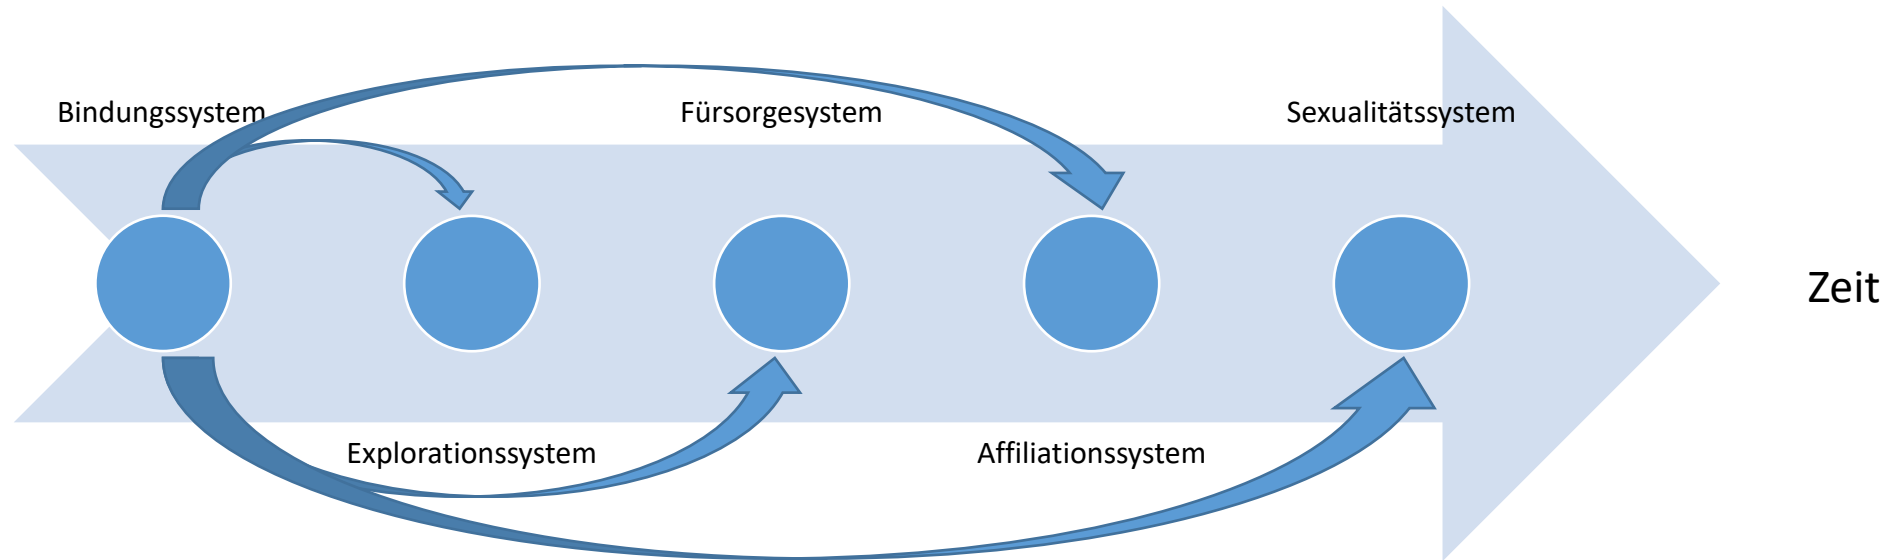 Bindungssystem
Fürsorgesystem
Sexualitätssystem
Zeit
Explorationssystem
Affiliationssystem